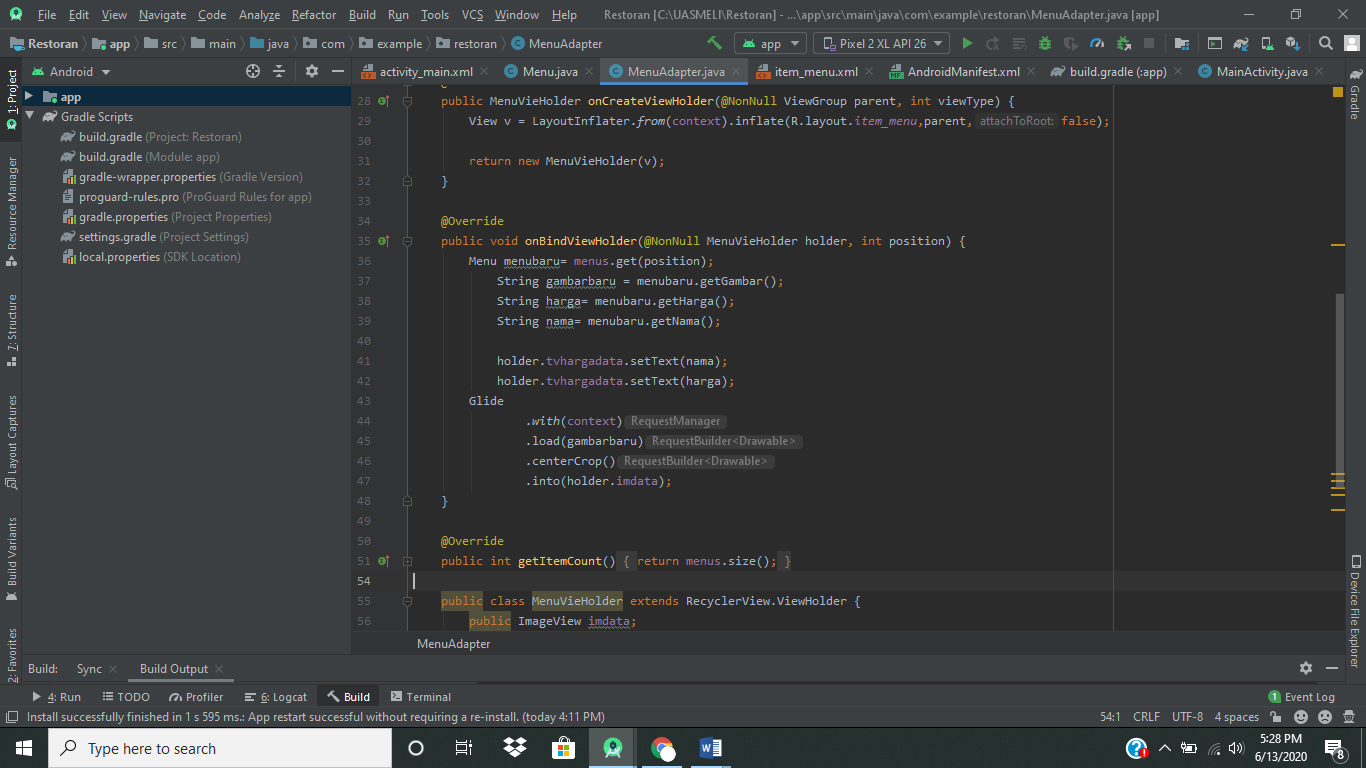 File Edit View Navigate Code Analyze Refactor Build Run Tools VCS Window Help Restoran [C:\UASMELI\Restoran] - ...\app\src\main\java\com\example\restoran\MenuAdapter.java [app]
Restoran app src main java com example restoran MenuAdapter app Pixel 2 XL API 26
Android activity_main.xml Menu.java MenuAdapter.java item_menu.xml AndroidManifest.xml build.gradle (:app) MainActivity.java
1: Project
Resource Manager
7: Structure
Layout Captures
Build Variants
2: Favorites
app
Gradle Scripts
build.gradle (Project: Restoran)
build.gradle (Module: app)
gradle-wrapper.properties (Gradle Version)
proguard-rules.pro (ProGuard Rules for app)
gradle.properties (Project Properties)
settings.gradle (Project Settings)
local.properties (SDK Location)
28 public MenuVieHolder onCreateViewHolder(@NonNull ViewGroup parent, int viewType) {
29 View v = LayoutInflater.from(context).inflate(R.layout.item_menu,parent, attachToRoot: false);
30
31 return new MenuVieHolder(v);
32 }
33
34 @Override
35 public void onBindViewHolder(@NonNull MenuVieHolder holder, int position) {
36 Menu menubaru= menus.get(position);
37 String gambarbaru = menubaru.getGambar();
38 String harga= menubaru.getHarga();
39 String nama= menubaru.getNama();
40
41 holder.tvhargadata.setText(nama);
42 holder.tvhargadata.setText(harga);
43 Glide
44 .with(context) RequestManager
45 .load(gambarbaru) RequestBuilder<Drawable>
46 .centerCrop() RequestBuilder<Drawable>
47 .into(holder.imdata);
48 }
49
50 @Override
51 public int getItemCount() { return menus.size(); }
54
55 public class MenuVieHolder extends RecyclerView.ViewHolder {
56 public ImageView imdata;
MenuAdapter
Gradle
Device File Explorer
Build: Sync Build Output
4: Run TODO Profiler 6: Logcat Build Terminal 1 Event Log
Install successfully finished in 1 s 595 ms.: App restart successful without requiring a re-install. (today 4:11 PM) 54:1 CRLF UTF-8 4 spaces
Type here to search
5:28 PM
6/13/2020
8